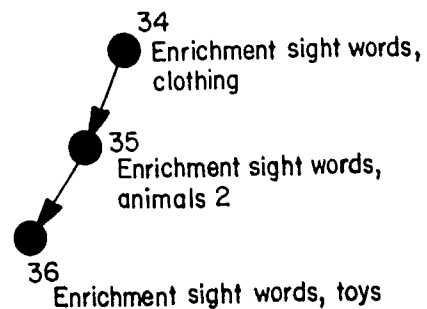 34
Enrichment sight words,
clothing
35
Enrichment sight words,
animals 2
36
Enrichment sight words, toys